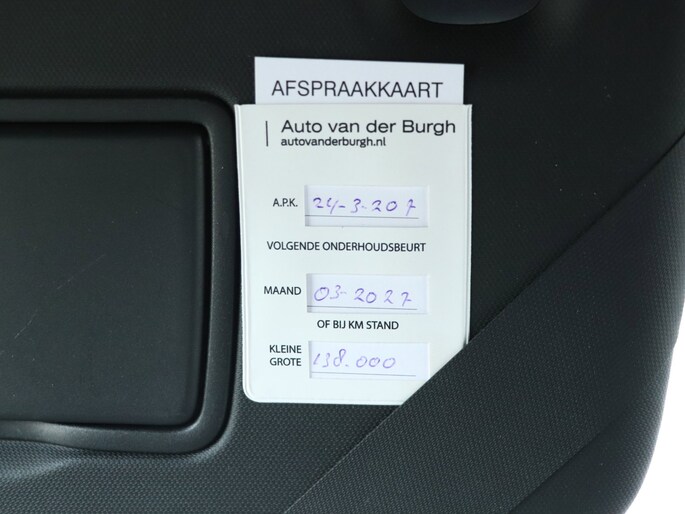 AFSPRAAKKAART
Auto van der Burgh
autovanderburgh.nl
A.P.K. 24-3-207
VOLGENDE ONDERHOUDSBEURT
MAAND 03-2027
OF BIJ KM STAND
KLEINE
GROTE 138.000